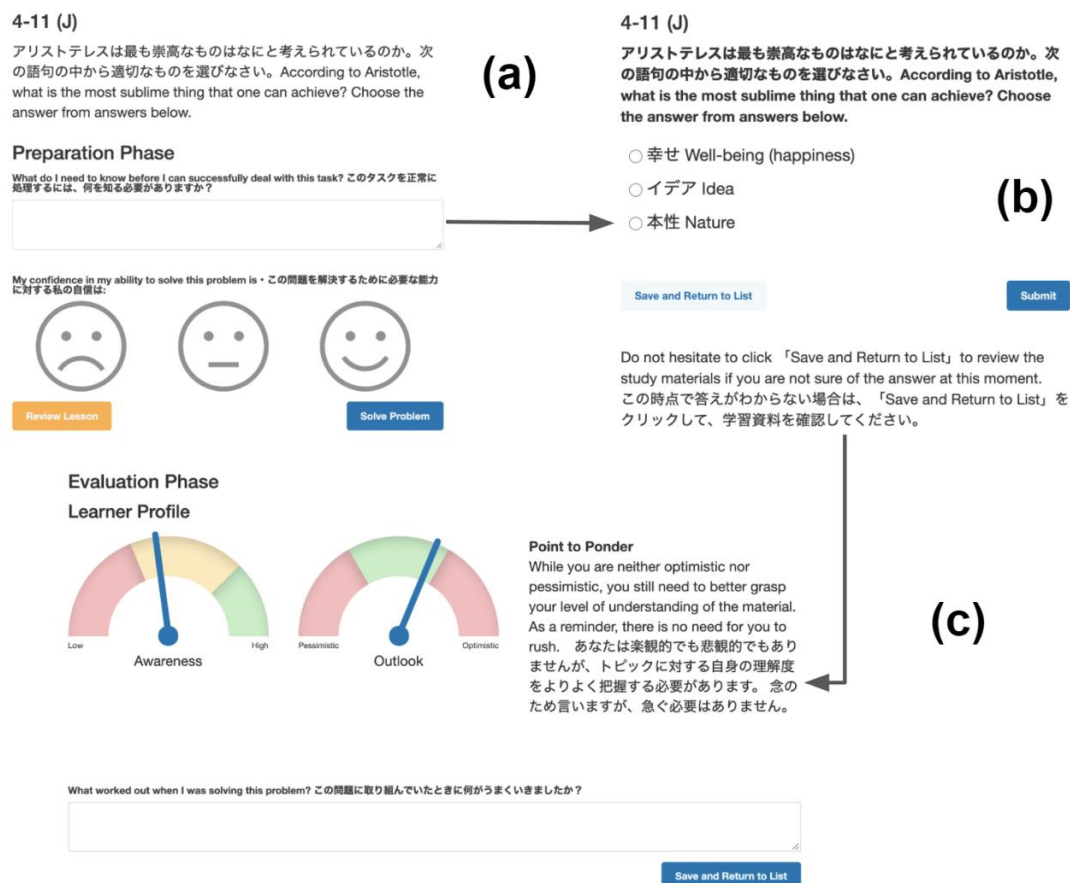 4-11 (J)
アリストテレスは最も崇高なものはなにと考えられているのか。次
の語句の中から適切なものを選びなさい。According to Aristotle,
what is the most sublime thing that one can achieve? Choose the
answer from answers below.
(a)
Preparation Phase
What do I need to know before I can successfully deal with this task? このタスクを正常に
処理するには、何を知る必要がありますか？
My confidence in my ability to solve this problem is・この問題を解決するために必要な能力
に対する私の自信は:
Review Lesson
Solve Problem
4-11 (J)
アリストテレスは最も崇高なものはなにと考えられているのか。次
の語句の中から適切なものを選びなさい。According to Aristotle,
what is the most sublime thing that one can achieve? Choose
the answer from answers below.
幸せ Well-being (happiness)
イデア Idea
本性 Nature
(b)
Save and Return to List
Submit
Do not hesitate to click 「Save and Return to List」to review the
study materials if you are not sure of the answer at this moment.
この時点で答えがわからない場合は、「Save and Return to List」を
クリックして、学習資料を確認してください。
Evaluation Phase
Learner Profile
Low
High
Awareness
Pessimistic
Optimistic
Outlook
Point to Ponder
While you are neither optimistic nor
pessimistic, you still need to better grasp
your level of understanding of the material.
As a reminder, there is no need for you to
rush. あなたは楽観的でも悲観的でもあり
ませんが、トピックに対する自身の理解度
をよりよく把握する必要があります。 念の
ため言いますが、急ぐ必要はありません。
(c)
What worked out when I was solving this problem? この問題に取り組んでいたときに何がうまくいきましたか？
Save and Return to List